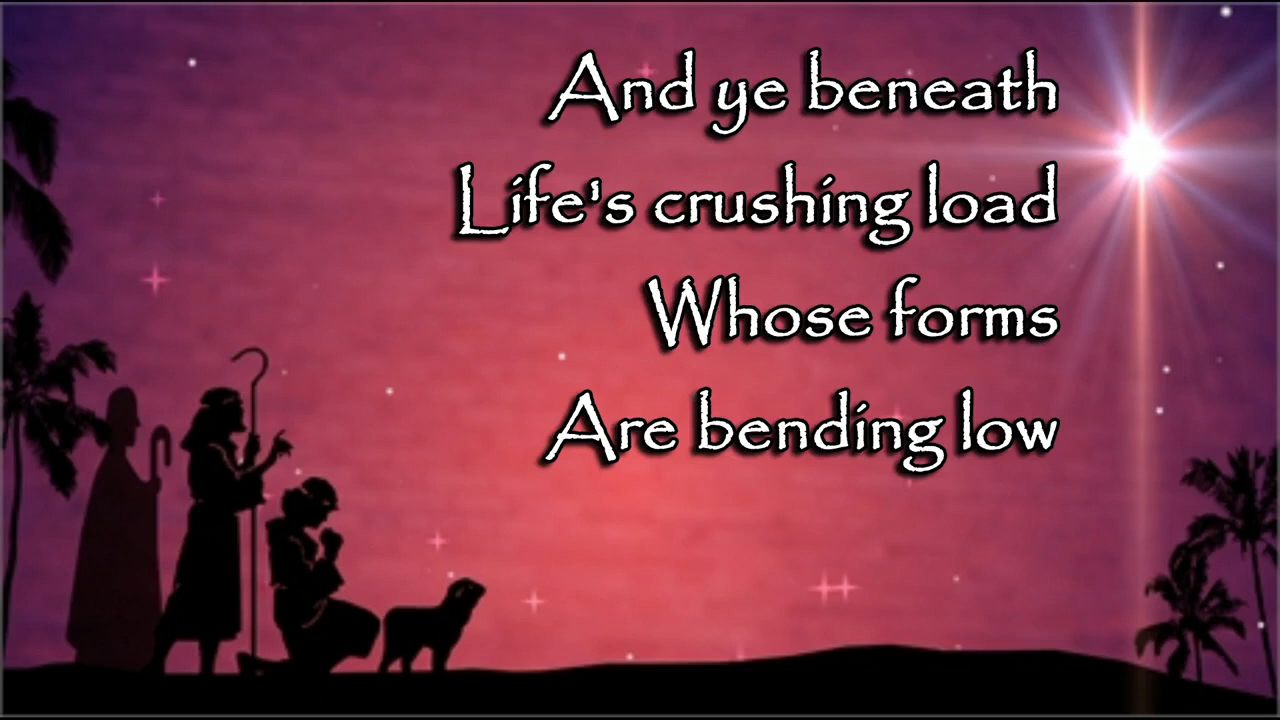 And ye beneath
Life's crushing load
Whose forms
Are bending low